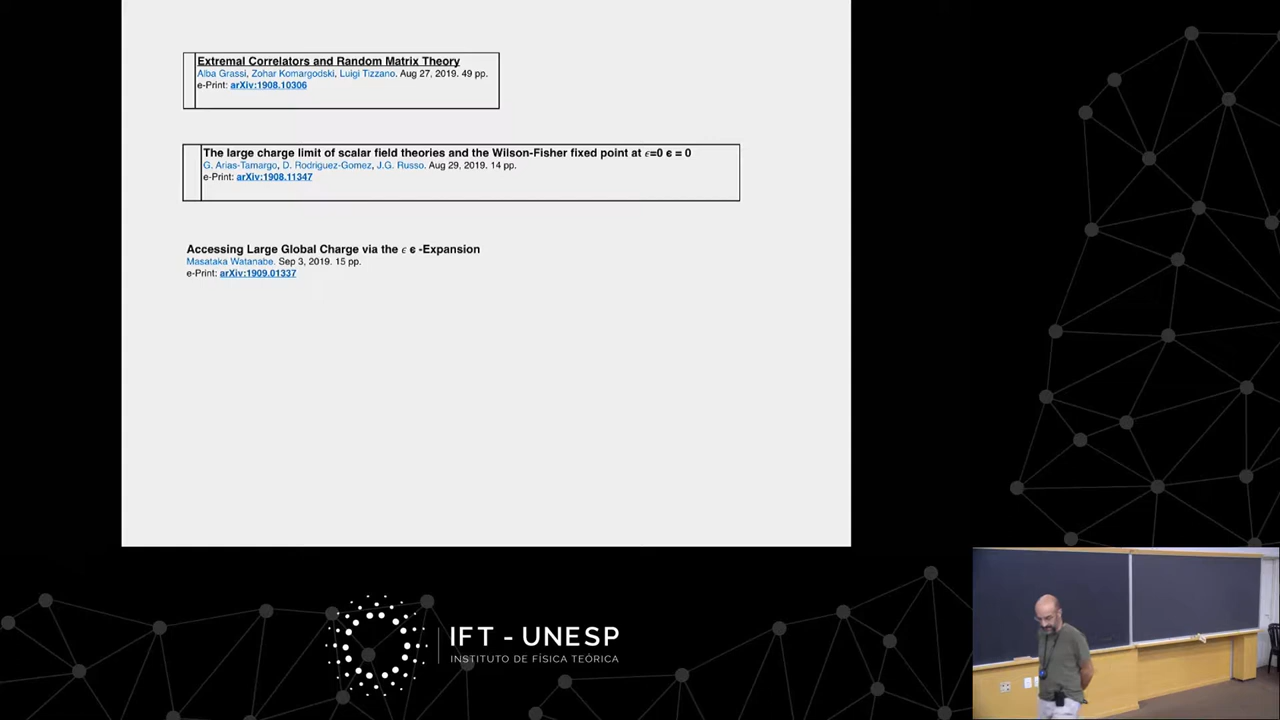 Extremal Correlators and Random Matrix Theory
Alba Grassi, Zohar Komargodski, Luigi Tizzano. Aug 27, 2019. 49 pp.
e-Print: arXiv:1908.10306
The large charge limit of scalar field theories and the Wilson-Fisher fixed point at ϵ=0 ϵ = 0
G. Arias-Tamargo, D. Rodriguez-Gomez, J.G. Russo. Aug 29, 2019. 14 pp.
e-Print: arXiv:1908.11347
Accessing Large Global Charge via the ϵ ϵ -Expansion
Masataka Watanabe. Sep 3, 2019. 15 pp.
e-Print: arXiv:1909.01337
IFT - UNESP
INSTITUTO DE FÍSICA TEÓRICA